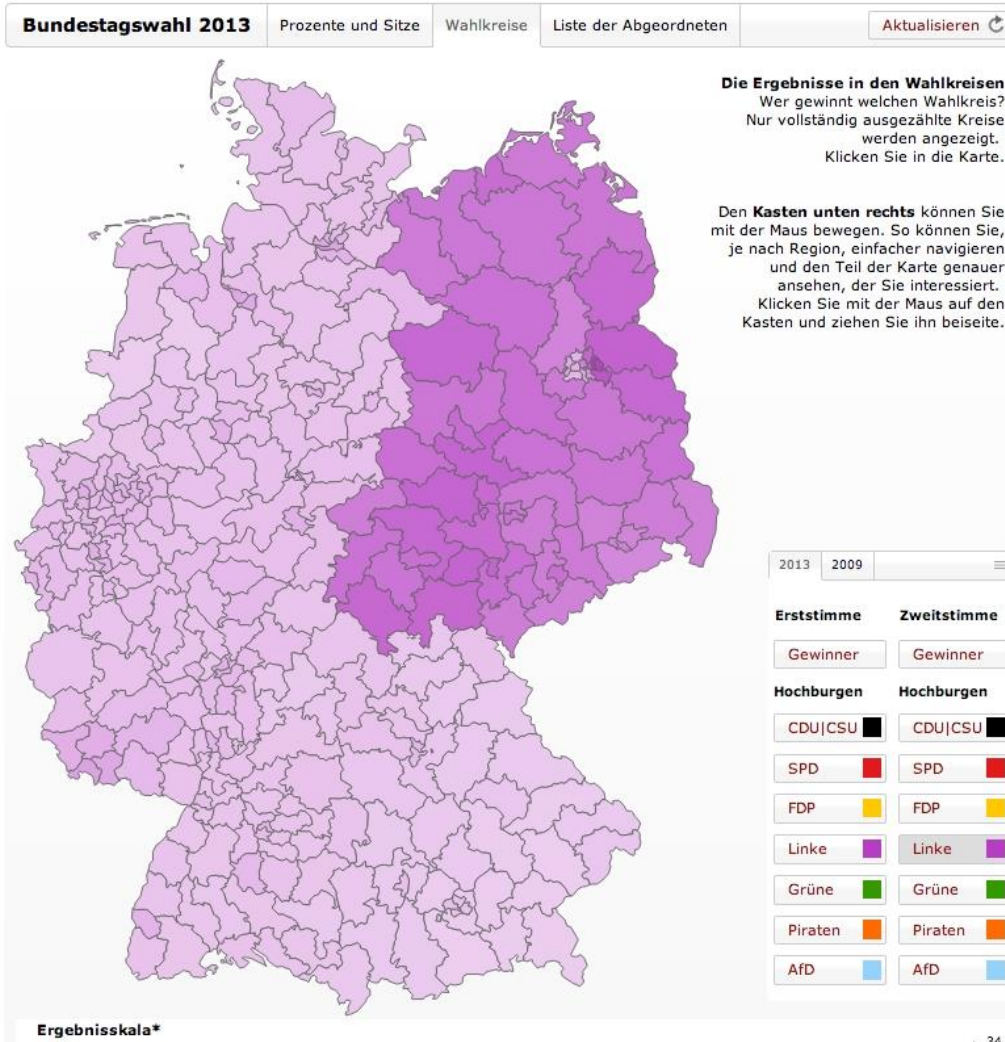 Bundestagswahl 2013 Prozente und Sitze Wahlkreise Liste der Abgeordneten Aktualisieren
Die Ergebnisse in den Wahlkreisen
Wer gewinnt welchen Wahlkreis?
Nur vollständig ausgezählte Kreise
werden angezeigt.
Klicken Sie in die Karte.
Den Kasten unten rechts können Sie
mit der Maus bewegen. So können Sie,
je nach Region, einfacher navigieren
und den Teil der Karte genauer
ansehen, der Sie interessiert.
Klicken Sie mit der Maus auf den
Kasten und ziehen Sie ihn beiseite.
2013 2009
Erststimme Zweitstimme
Gewinner Gewinner
Hochburgen Hochburgen
CDU|CSU CDU|CSU
SPD SPD
FDP FDP
Linke Linke
Grüne Grüne
Piraten Piraten
AfD AfD
Ergebnisskala*
34